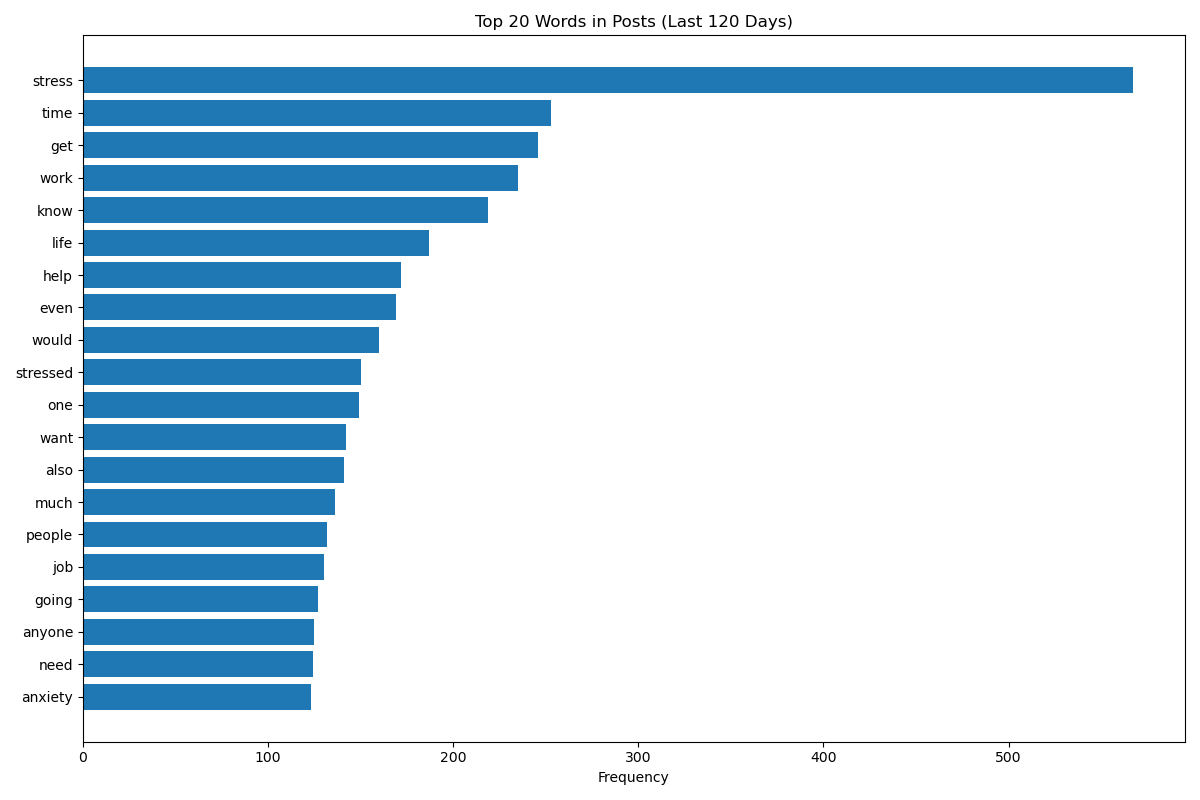 Top 20 Words in Posts (Last 120 Days)
stress
time
get
work
know
life
help
even
would
stressed
one
want
also
much
people
job
going
anyone
need
anxiety
0 100 200 300 400 500
Frequency